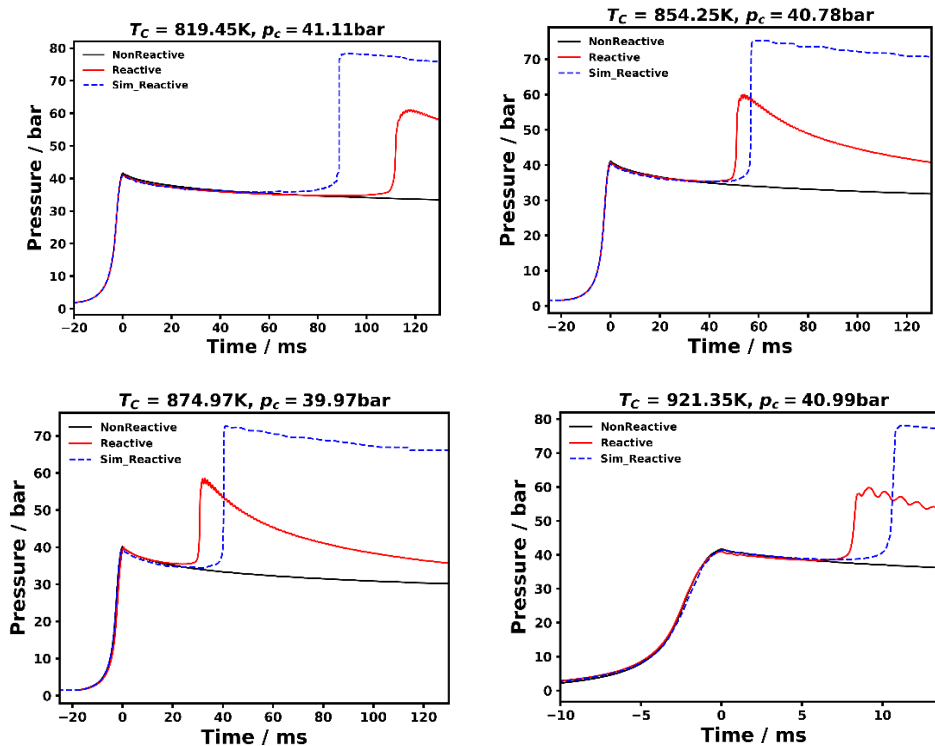 T_C = 819.45K, p_c = 41.11bar
NonReactive
Reactive
Sim_Reactive
80
70
60
50
40
30
20
10
0
Pressure / bar
−20 0 20 40 60 80 100 120
Time / ms
T_C = 854.25K, p_c = 40.78bar
NonReactive
Reactive
Sim_Reactive
70
60
50
40
30
20
10
0
Pressure / bar
−20 0 20 40 60 80 100 120
Time / ms
T_C = 874.97K, p_c = 39.97bar
NonReactive
Reactive
Sim_Reactive
70
60
50
40
30
20
10
0
Pressure / bar
−20 0 20 40 60 80 100 120
Time / ms
T_C = 921.35K, p_c = 40.99bar
NonReactive
Reactive
Sim_Reactive
80
70
60
50
40
30
20
10
0
Pressure / bar
−10 −5 0 5 10
Time / ms